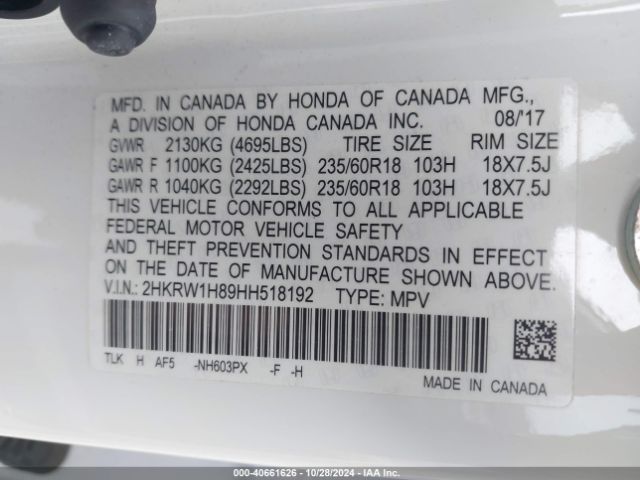 MFD. IN CANADA BY HONDA OF CANADA MFG.,
A DIVISION OF HONDA CANADA INC. 08/'17
GVWR 2130KG (4695LBS) TIRE SIZE RIM SIZE
GAWR F 1100KG (2425LBS) 235/60R18 103H 18X7.5J
GAWR R 1040KG (2292LBS) 235/60R18 103H 18X7.5J
THIS VEHICLE CONFORMS TO ALL APPLICABLE
FEDERAL MOTOR VEHICLE SAFETY
AND THEFT PREVENTION STANDARDS IN EFFECT
ON THE DATE OF MANUFACTURE SHOWN ABOVE.
V.I.N.: 2HKRW1H89HH518192 TYPE: MPV
TLK H AF5 -NH603PX -F -H
MADE IN CANADA
000-40661626 | 10/28/2024 | IAA Inc.